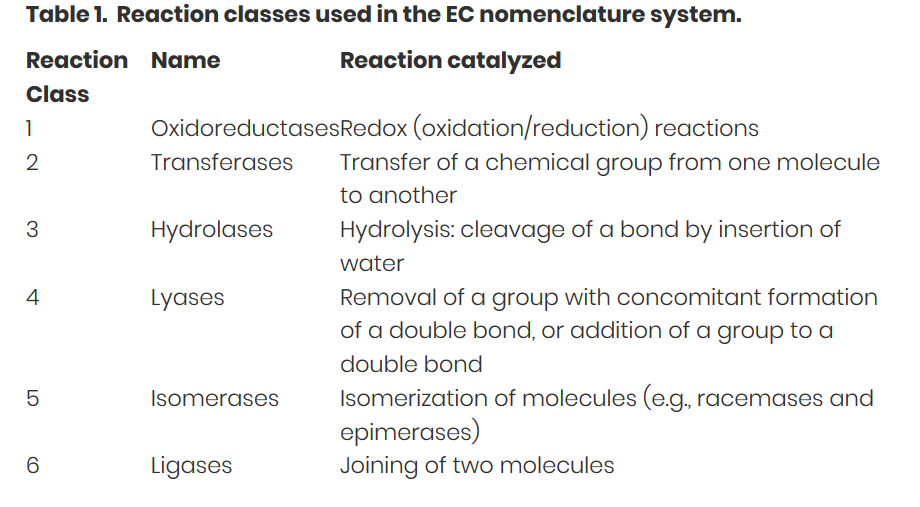 Table 1. Reaction classes used in the EC nomenclature system.
Reaction Name Reaction catalyzed
Class
1 OxidoreductasesRedox (oxidation/reduction) reactions
2 Transferases Transfer of a chemical group from one molecule
to another
3 Hydrolases Hydrolysis: cleavage of a bond by insertion of
water
4 Lyases Removal of a group with concomitant formation
of a double bond, or addition of a group to a
double bond
5 Isomerases Isomerization of molecules (e.g., racemases and
epimerases)
6 Ligases Joining of two molecules